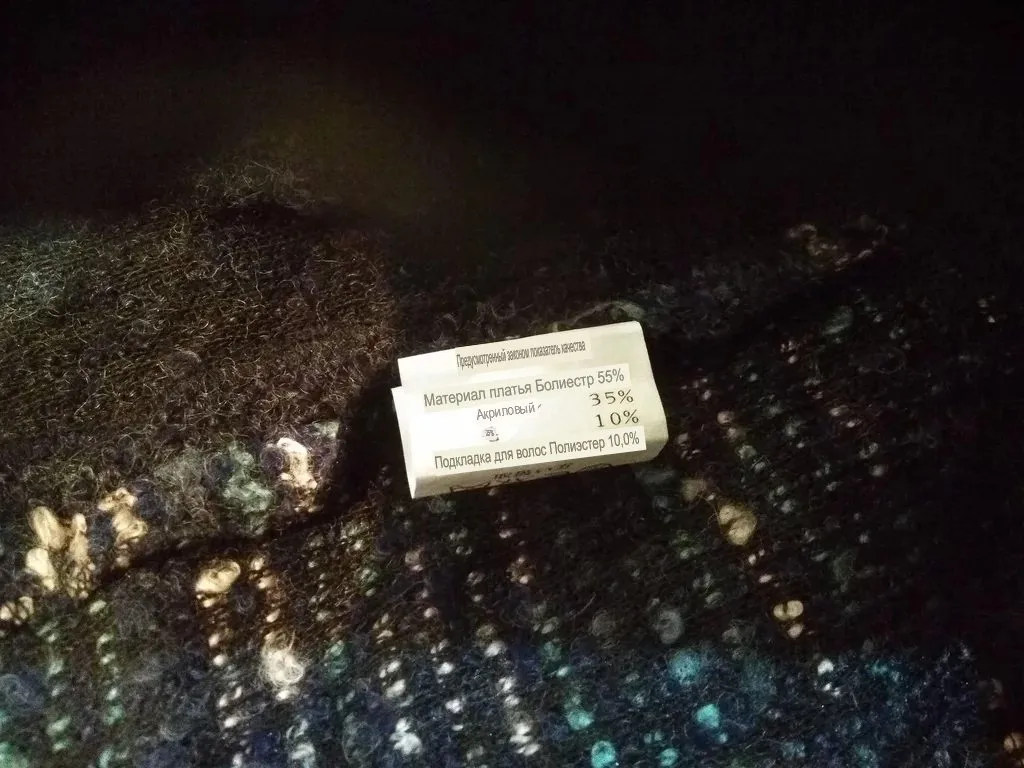 Предусмотренный законом показатель качества
Материал платья Болиестр 55%
Акриловый 35%
10%
Подкладка для волос Полиэстер 10,0%